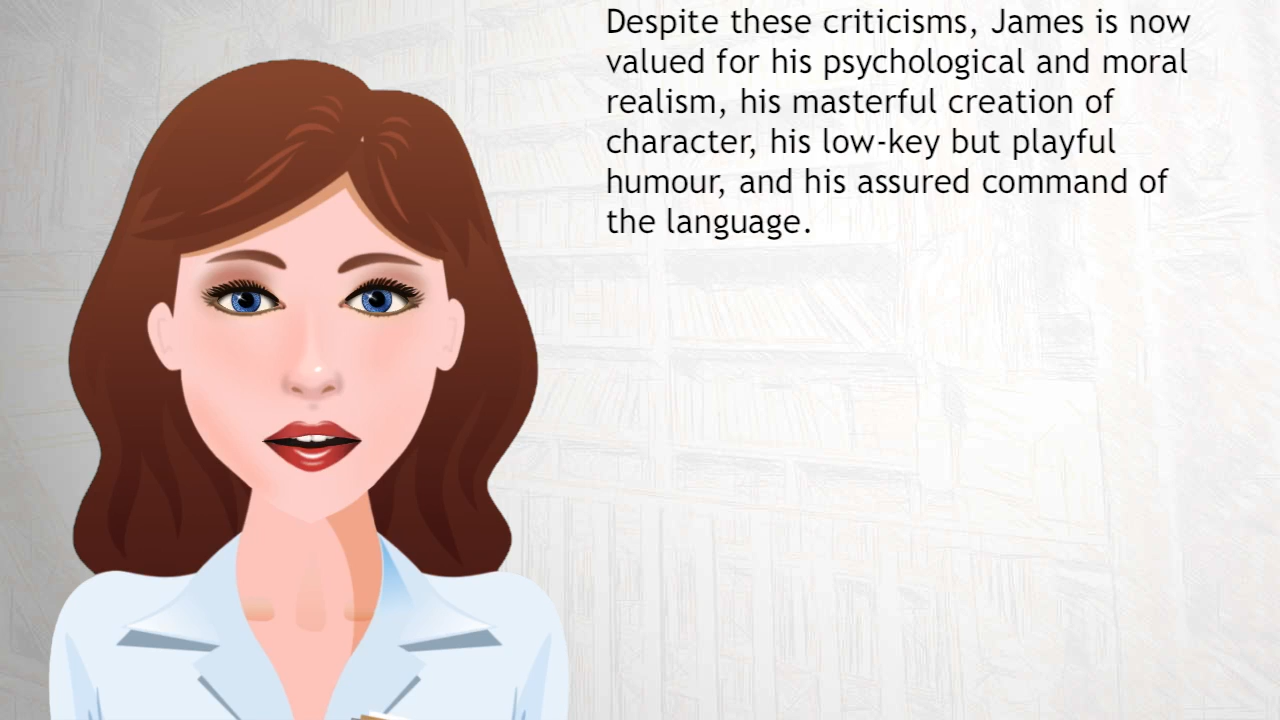 Despite these criticisms, James is now
valued for his psychological and moral
realism, his masterful creation of
character, his low-key but playful
humour, and his assured command of
the language.